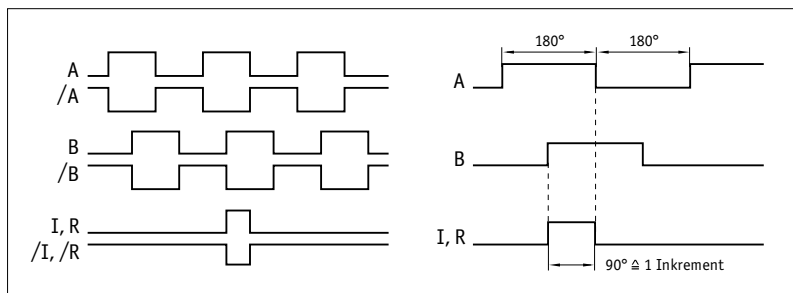 A
/A
B
/B
I, R
/I, /R
180° 180°
A
B
I, R
90° ≙ 1 Inkrement